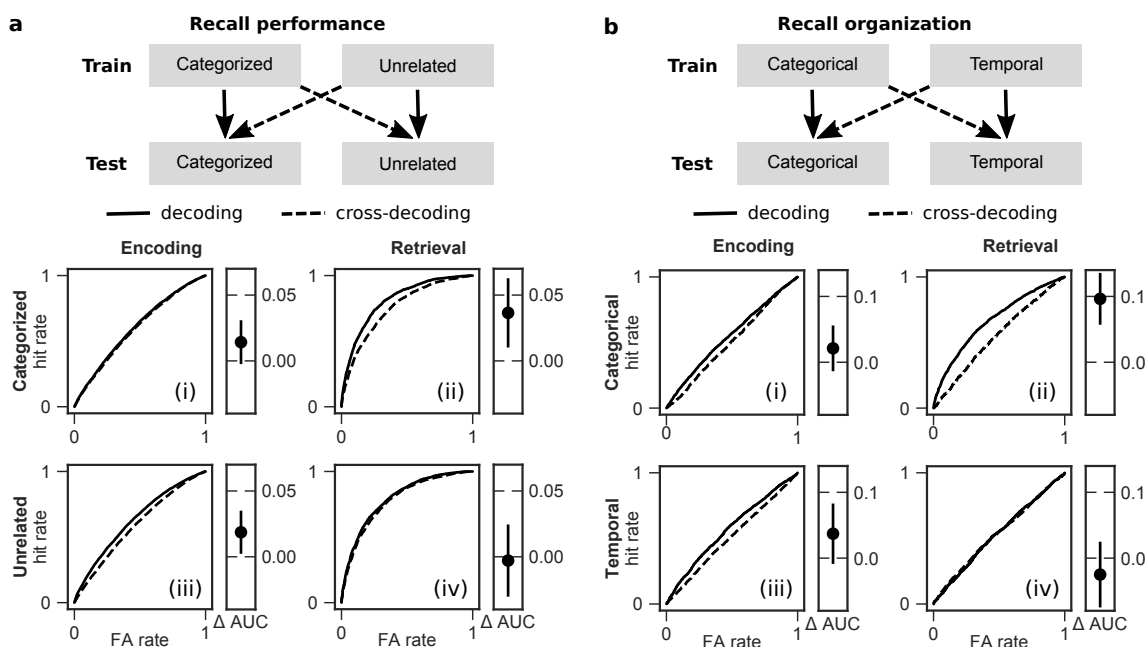 a
Recall performance
Train
Categorized
Unrelated
Test
Categorized
Unrelated
decoding
cross-decoding
Encoding
Retrieval
Categorized
hit rate
1
0
(i)
0
1
0.05
0.00
1
0
(ii)
0
1
0.05
0.00
Unrelated
hit rate
1
0
(iii)
0
1
FA rate
0.05
0.00
1
0
(iv)
0
1
FA rate
0.05
0.00
Δ AUC
b
Recall organization
Train
Categorical
Temporal
Test
Categorical
Temporal
decoding
cross-decoding
Encoding
Retrieval
Categorical
hit rate
1
0
(i)
0
1
0.1
0.0
1
0
(ii)
0
1
0.1
0.0
Temporal
hit rate
1
0
(iii)
0
1
FA rate
0.1
0.0
1
0
(iv)
0
1
FA rate
0.1
0.0
Δ AUC